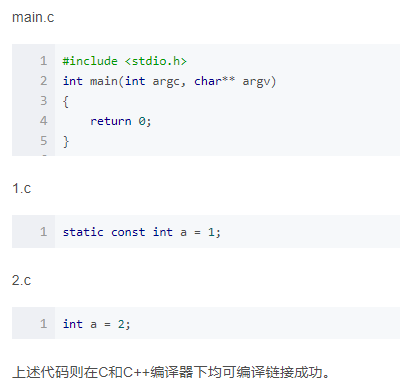 main.c
1 #include <stdio.h>
2 int main(int argc, char** argv)
3 {
4     return 0;
5 }
1.c
1 static const int a = 1;
2.c
1 int a = 2;
上述代码则在C和C++编译器下均可编译链接成功。